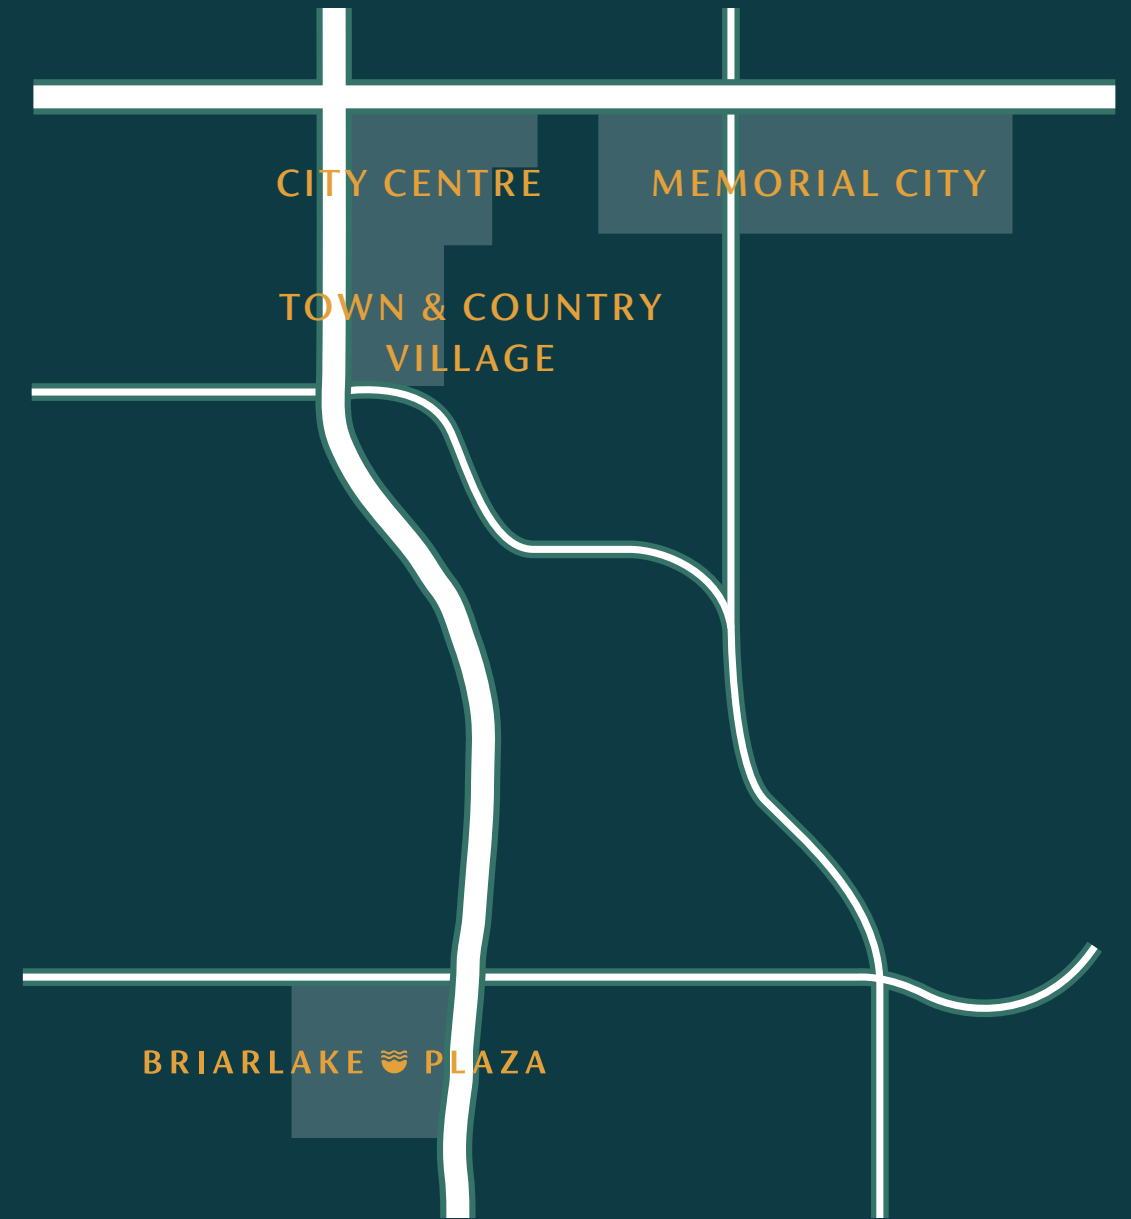 CITY CENTRE
MEMORIAL CITY
TOWN & COUNTRY
VILLAGE
BRIARLAKE PLAZA